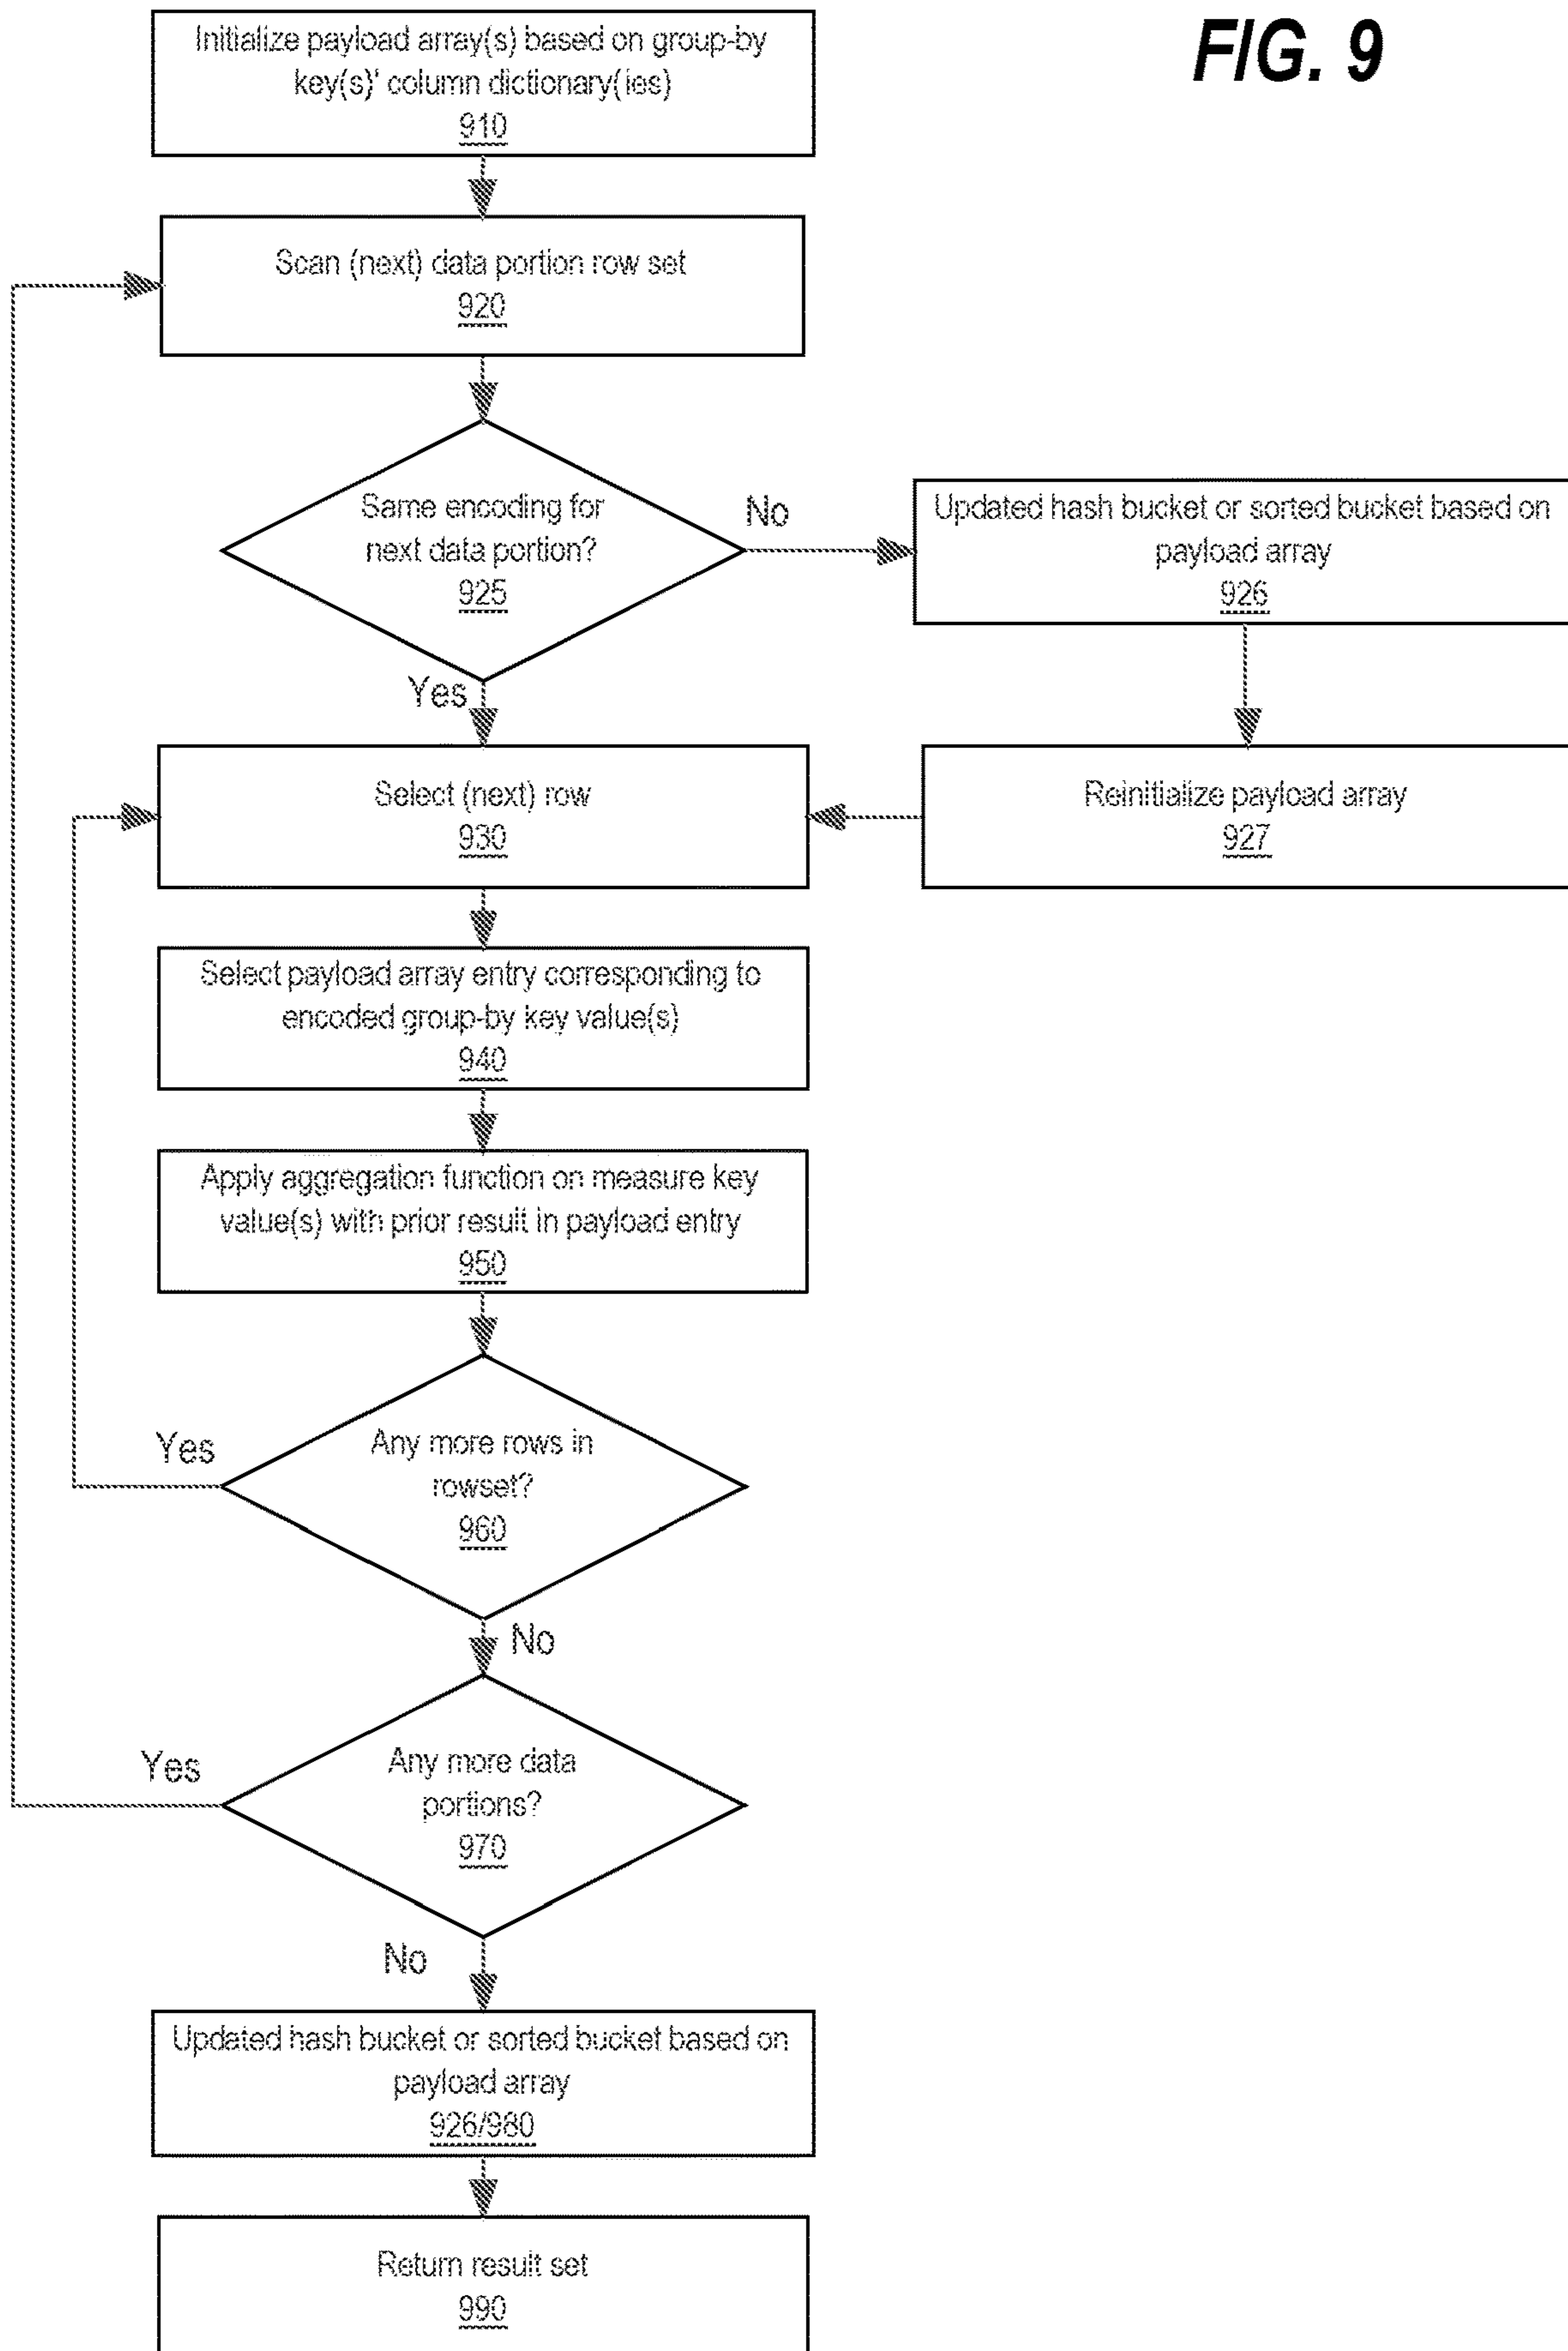 FIG. 9
Initialize payload array(s) based on group-by
key(s)' column dictionary(ies)
910
Scan (next) data portion row set
920
Same encoding for
next data portion?
925
No
Updated hash bucket or sorted bucket based on
payload array
926
Yes
Select (next) row
930
Reinitialize payload array
927
Select payload array entry corresponding to
encoded group-by key value(s)
940
Apply aggregation function on measure key
value(s) with prior result in payload entry
950
Yes
Any more rows in
rowset?
960
No
Yes
Any more data
portions?
970
No
Updated hash bucket or sorted bucket based on
payload array
926/980
Return result set
990